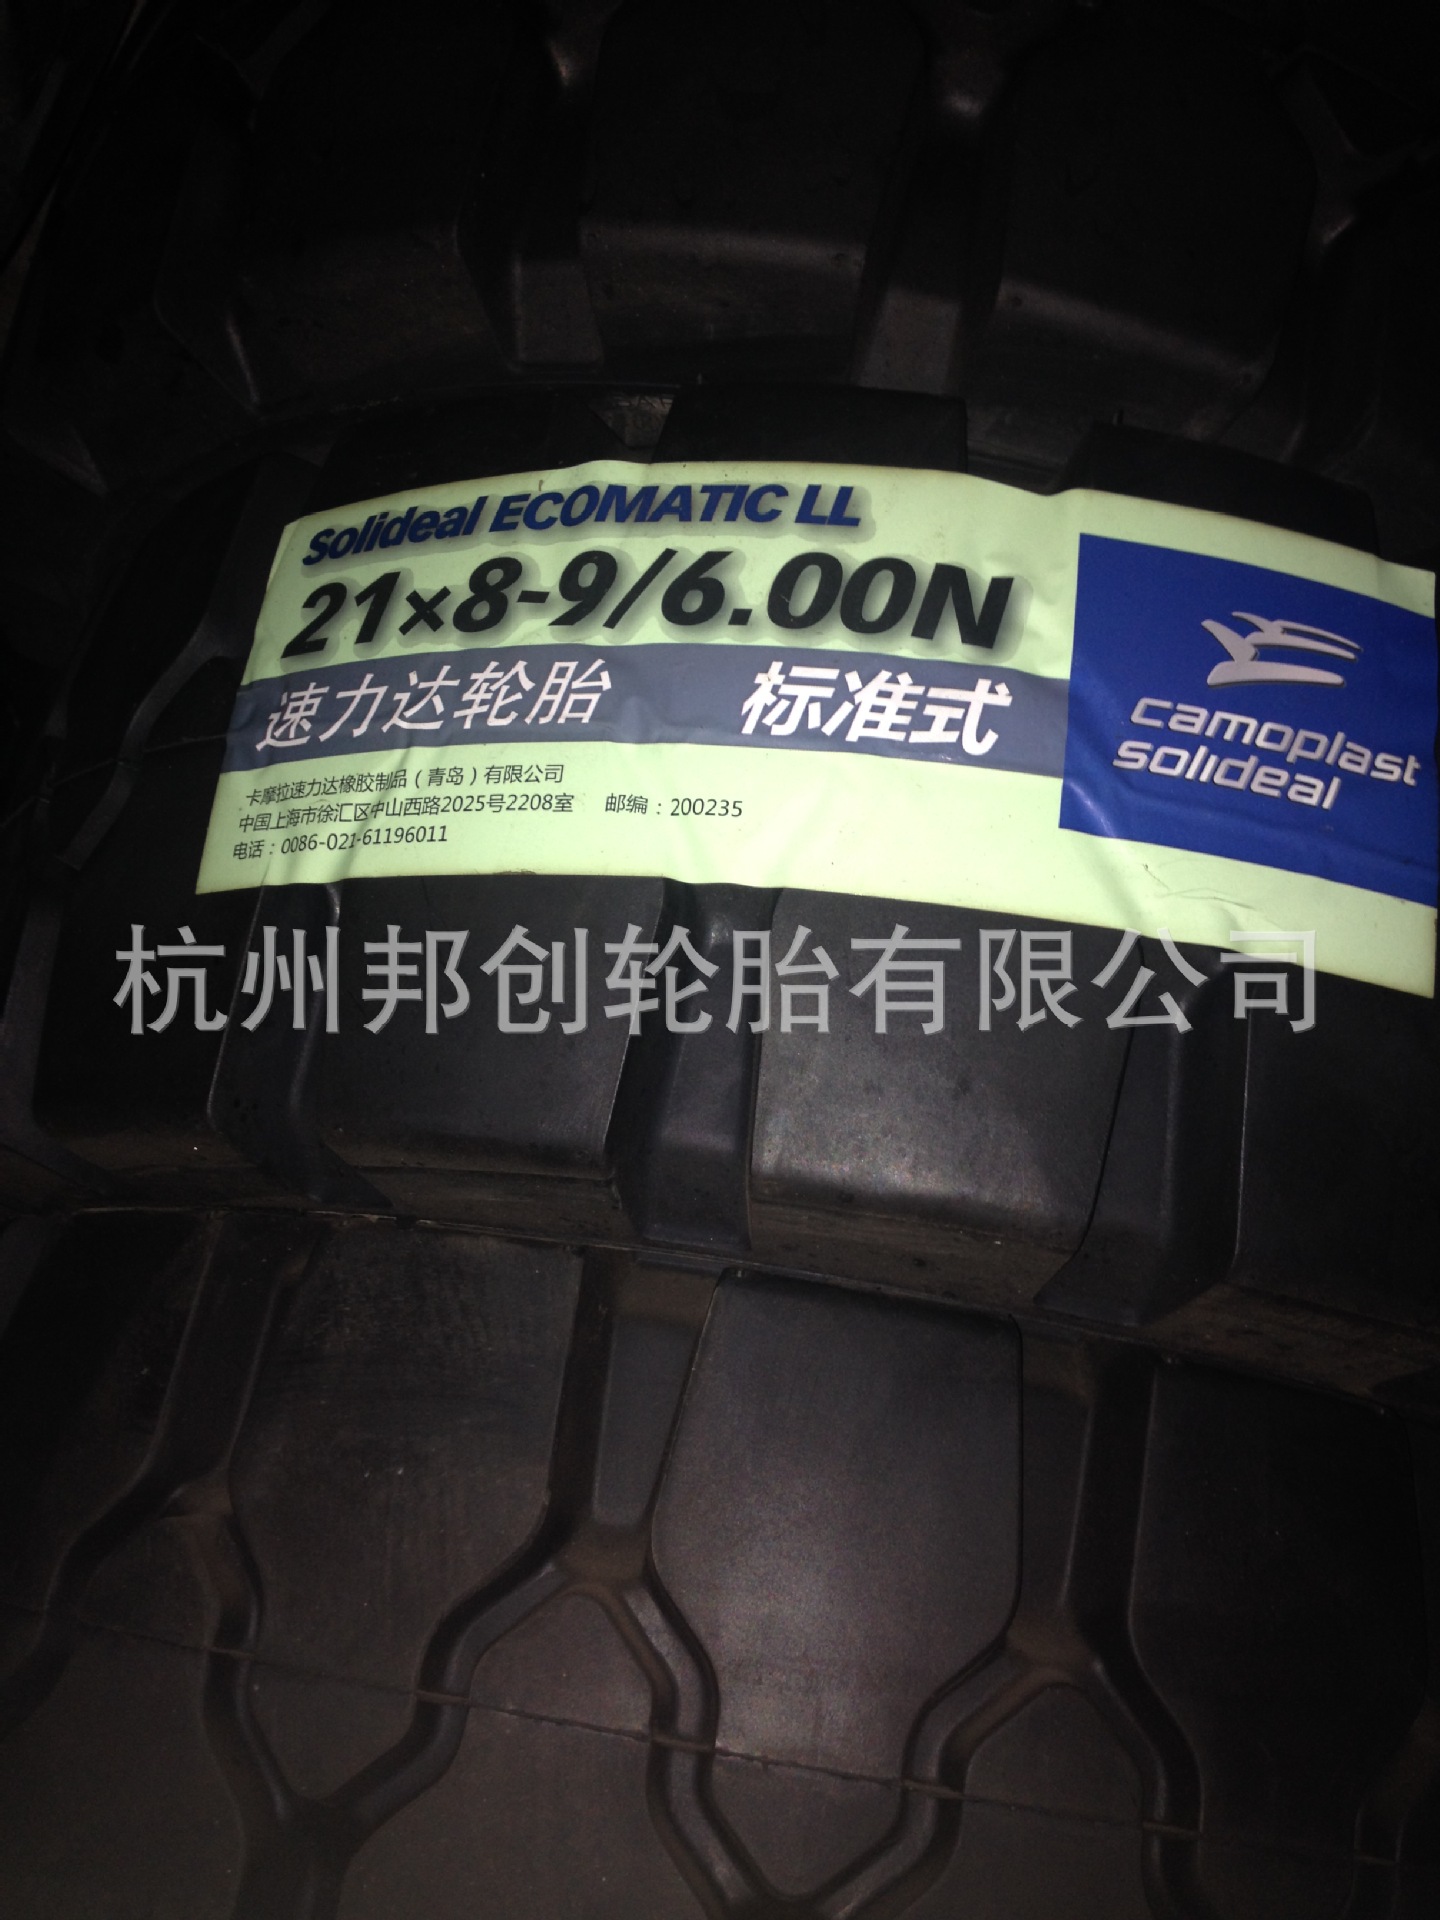 Solideal ECOMATIC LL
21×8-9/6.00N
速力达轮胎 标准式
camoplast
solideal
卡摩拉速力达橡胶制品（青岛）有限公司
中国上海市徐汇区中山西路2025号2208室 邮编：200235
电话：0086-021-61196011
杭州邦创轮胎有限公司